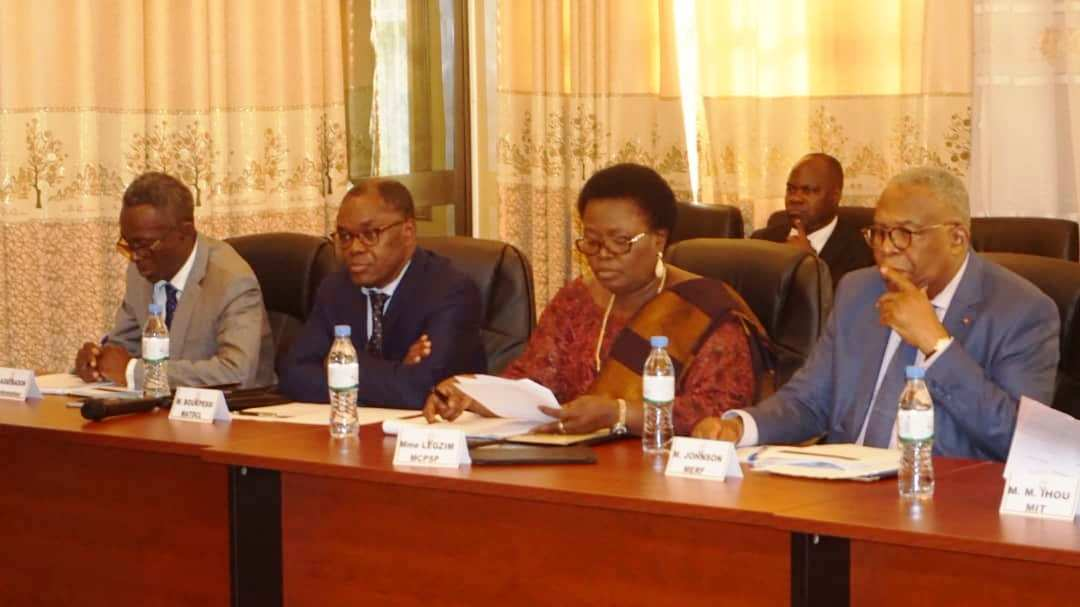 M. BOUKPESSI
MATDCL
Mme LEGZIM
MCPSP
M. JOHNSON
MERF
M. M. IHOU
MIT